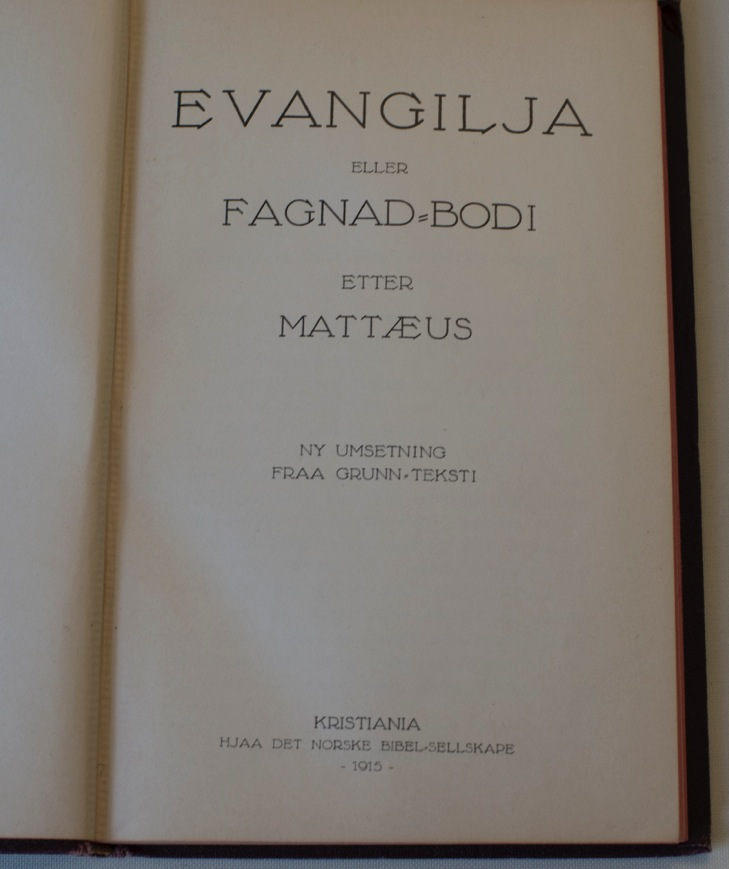 EVANGILJA
ELLER
FAGNAD=BODI
ETTER
MATTÆUS
NY UMSETNING
FRAA GRUNN-TEKSTI
KRISTIANIA
HJAA DET NORSKE BIBEL-SELLSKAPE
- 1915 -